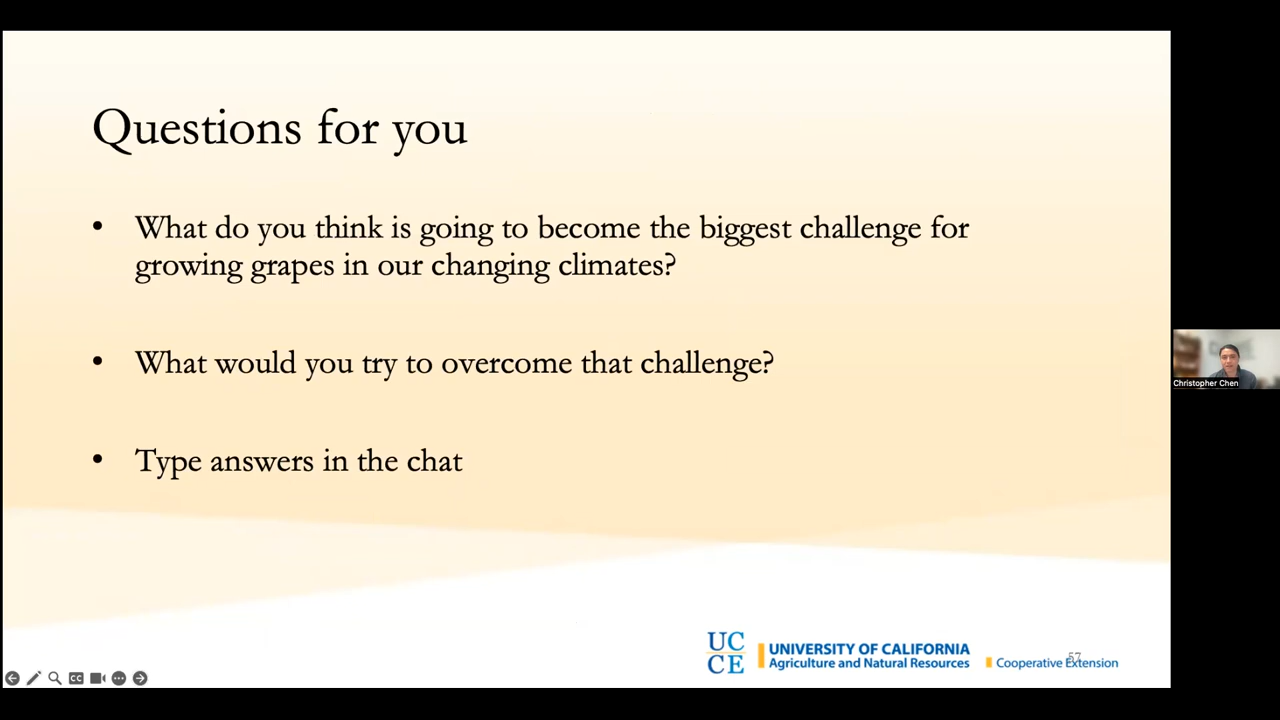 Questions for you
• What do you think is going to become the biggest challenge for
growing grapes in our changing climates?
• What would you try to overcome that challenge?
• Type answers in the chat
Christopher Chen
UC
CE
UNIVERSITY OF CALIFORNIA
Agriculture and Natural Resources
Cooperative Extension
57
CC